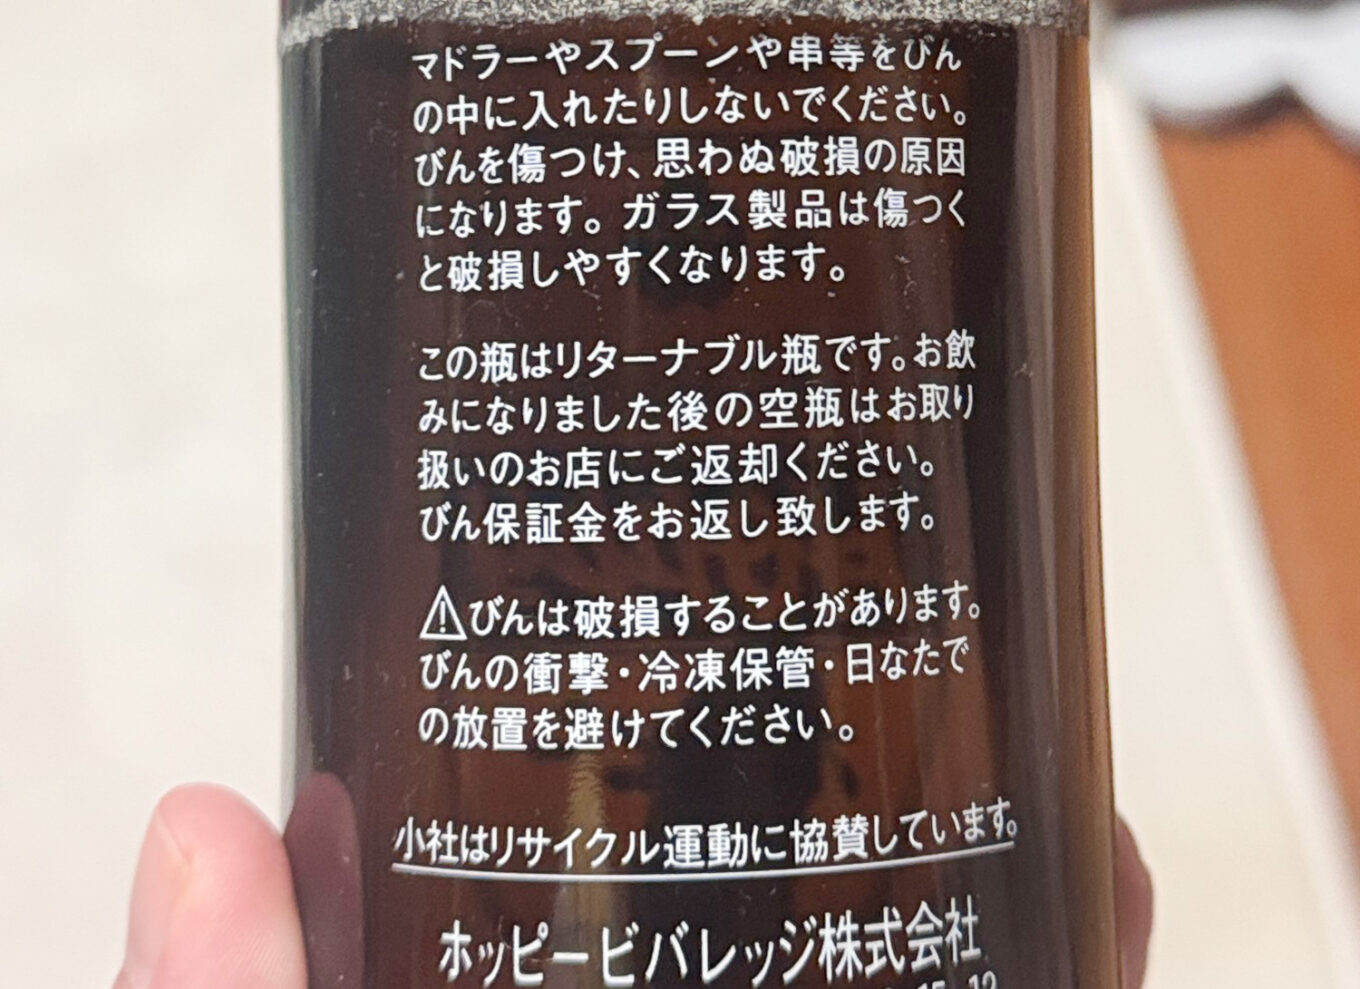 マドラーやスプーンや串等をびん
の中に入れたりしないでください。
びんを傷つけ、思わぬ破損の原因
になります。ガラス製品は傷つく
と破損しやすくなります。
この瓶はリターナブル瓶です。お飲
みになりました後の空瓶はお取り
扱いのお店にご返却ください。
びん保証金をお返し致します。
⚠びんは破損することがあります。
びんの衝撃・冷凍保管・日なたで
の放置を避けてください。
小社はリサイクル運動に協賛しています。
ホッピービバレッジ株式会社